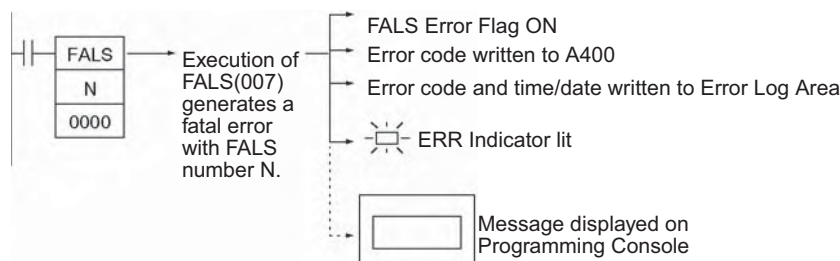 FALS
N
0000
Execution of
FALS(007)
generates a
fatal error
with FALS
number N.
FALS Error Flag ON
Error code written to A400
Error code and time/date written to Error Log Area
ERR Indicator lit
Message displayed on
Programming Console